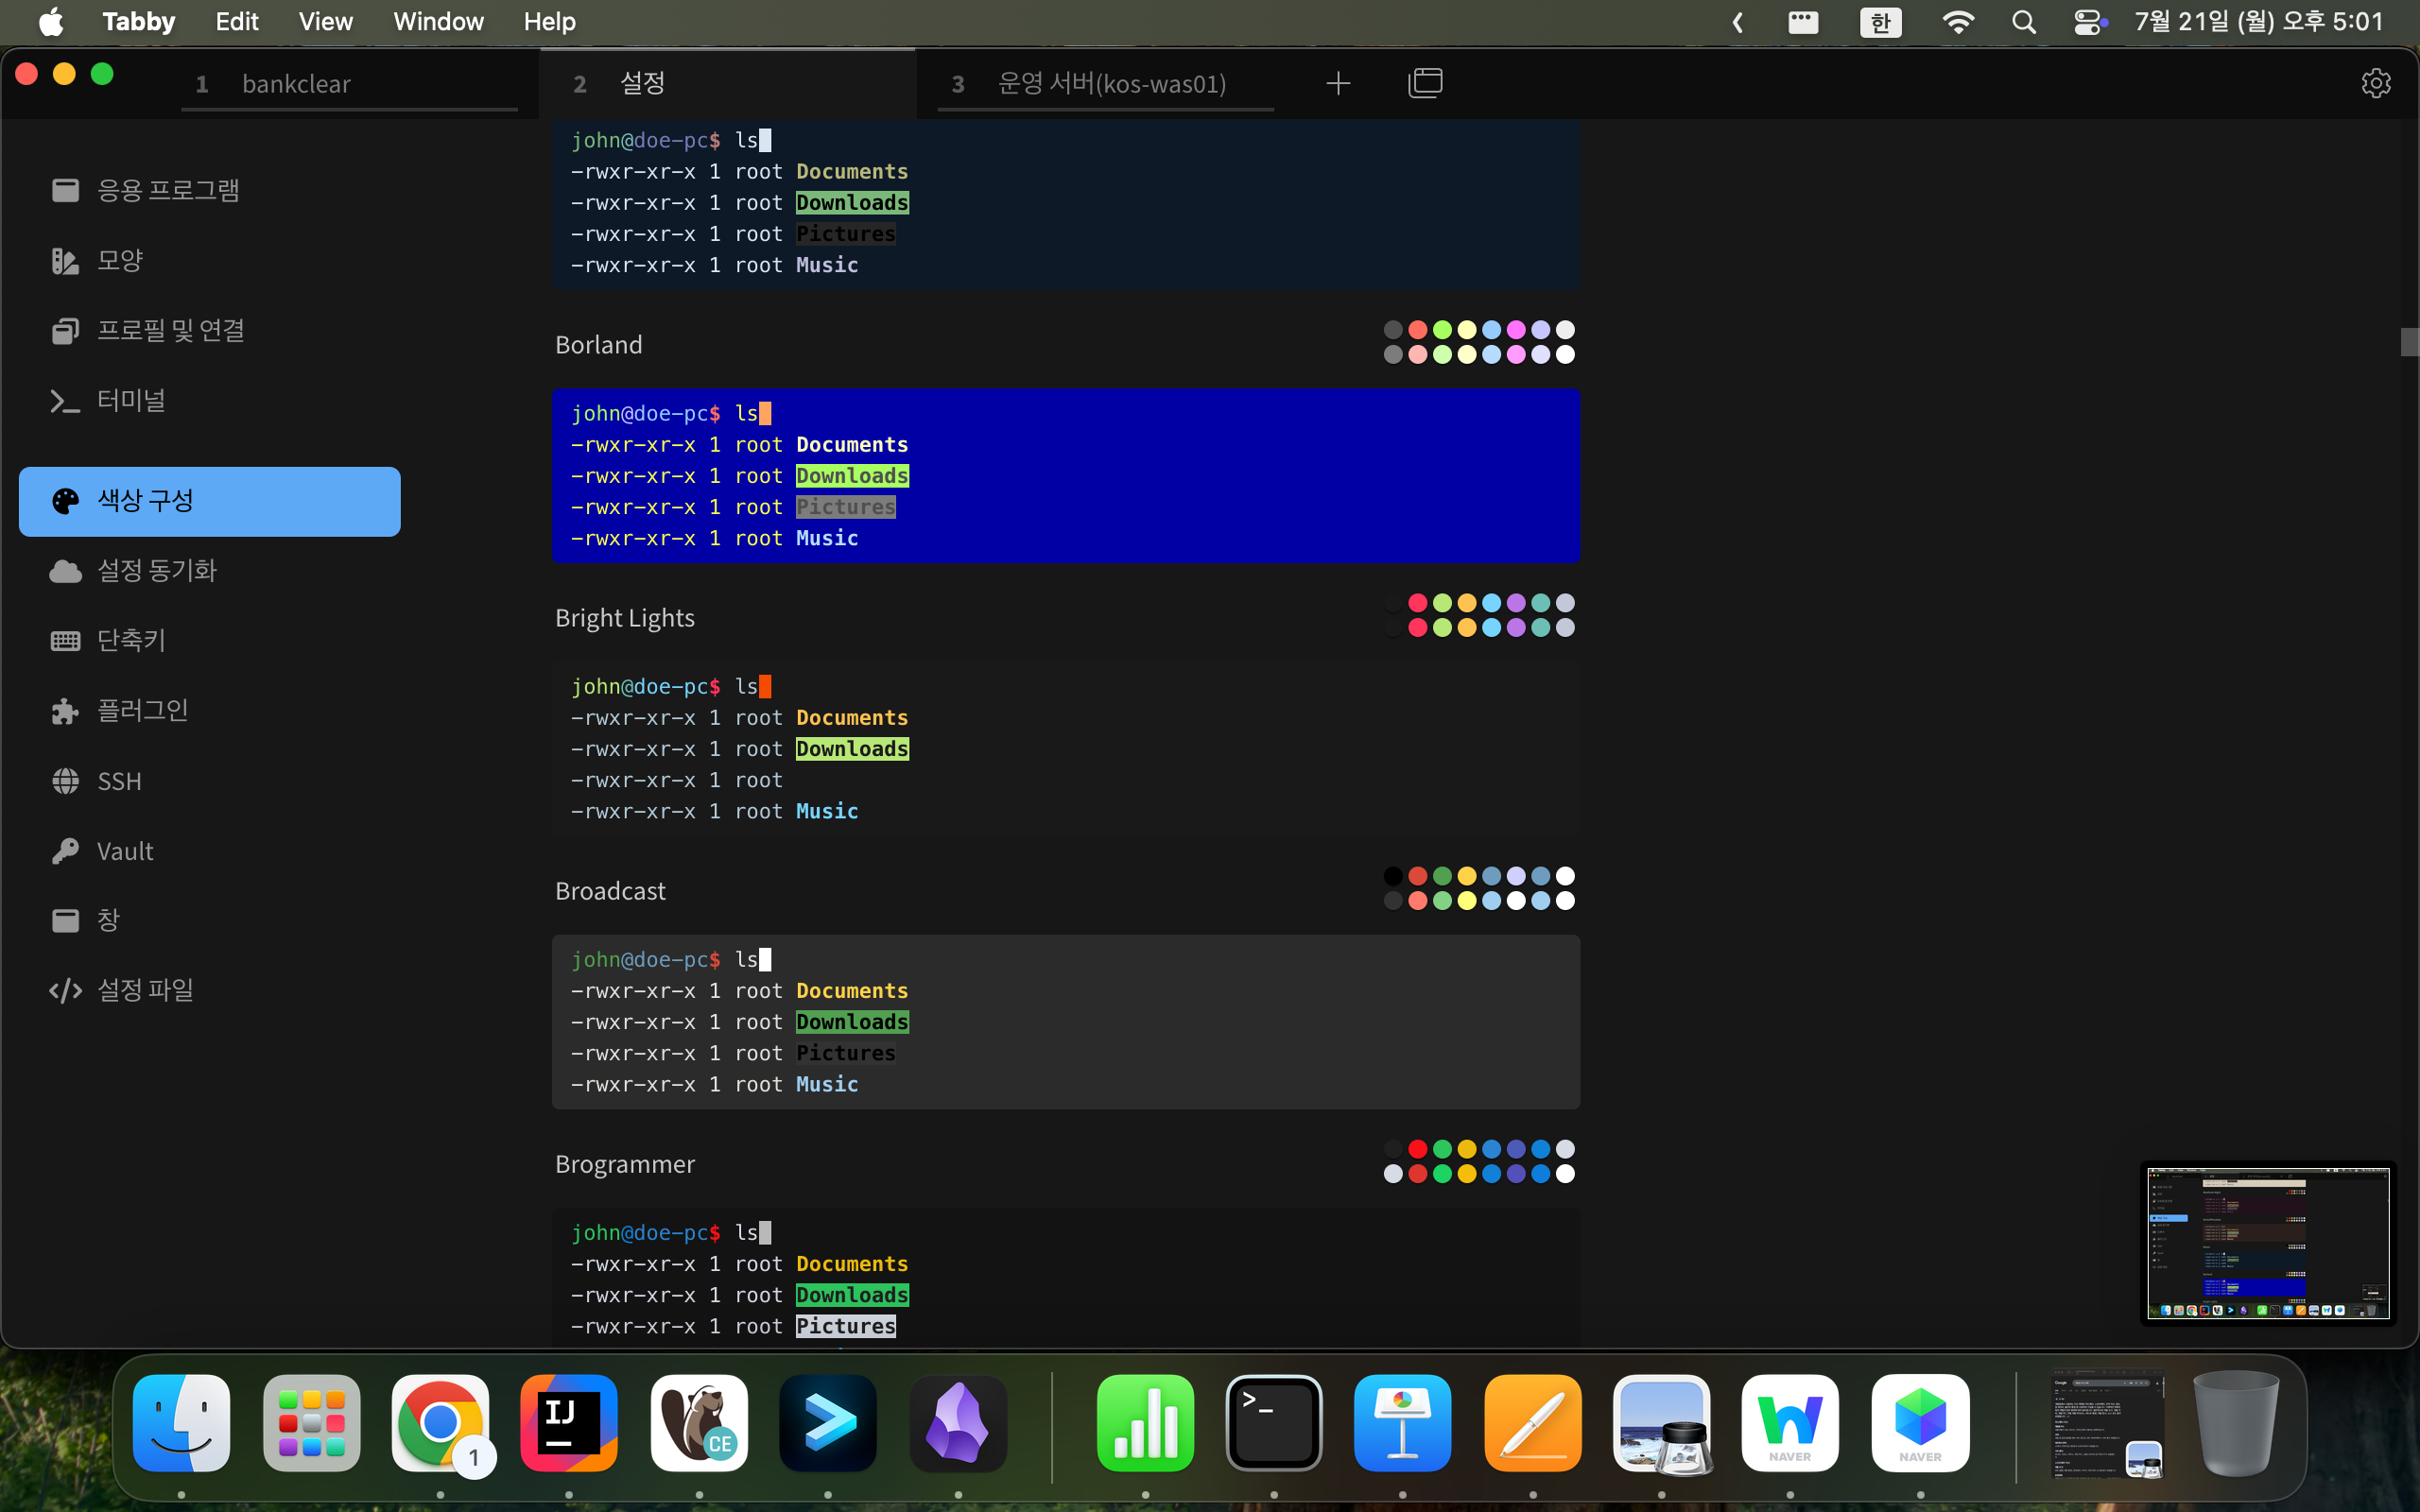 Tabby Edit View Window Help 한 7월 21일 (월) 오후 5:01
1 bankclear 2 설정 3 운영 서버(kos-was01)
응용 프로그램
모양
프로필 및 연결
터미널
색상 구성
설정 동기화
단축키
플러그인
SSH
Vault
창
설정 파일
john@doe-pc$ ls
-rwxr-xr-x 1 root Documents
-rwxr-xr-x 1 root Downloads
-rwxr-xr-x 1 root Pictures
-rwxr-xr-x 1 root Music
Borland
john@doe-pc$ ls
-rwxr-xr-x 1 root Documents
-rwxr-xr-x 1 root Downloads
-rwxr-xr-x 1 root Pictures
-rwxr-xr-x 1 root Music
Bright Lights
john@doe-pc$ ls
-rwxr-xr-x 1 root Documents
-rwxr-xr-x 1 root Downloads
-rwxr-xr-x 1 root
-rwxr-xr-x 1 root Music
Broadcast
john@doe-pc$ ls
-rwxr-xr-x 1 root Documents
-rwxr-xr-x 1 root Downloads
-rwxr-xr-x 1 root Pictures
-rwxr-xr-x 1 root Music
Brogrammer
john@doe-pc$ ls
-rwxr-xr-x 1 root Documents
-rwxr-xr-x 1 root Downloads
-rwxr-xr-x 1 root Pictures
1 IJ CE >_ NAVER NAVER